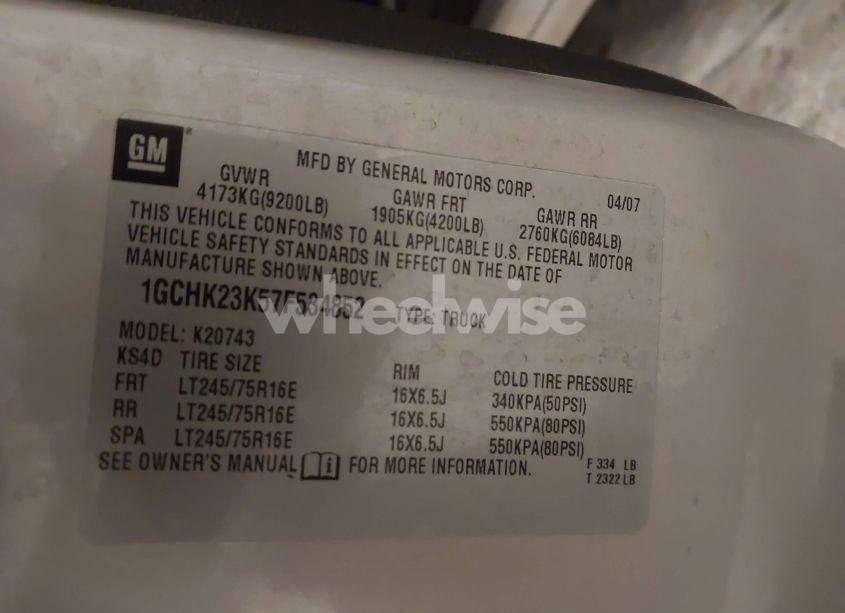 GM
MFD BY GENERAL MOTORS CORP. 04/07
GVWR GAWR FRT GAWR RR
4173KG(9200LB) 1905KG(4200LB) 2760KG(6084LB)
THIS VEHICLE CONFORMS TO ALL APPLICABLE U.S. FEDERAL MOTOR
VEHICLE SAFETY STANDARDS IN EFFECT ON THE DATE OF
MANUFACTURE SHOWN ABOVE.
1GCHK23K57F534852 TYPE: TRUCK
wheelwise
MODEL: K20743
KS4D TIRE SIZE RIM COLD TIRE PRESSURE
FRT LT245/75R16E 16X6.5J 340KPA(50PSI)
RR LT245/75R16E 16X6.5J 550KPA(80PSI)
SPA LT245/75R16E 16X6.5J 550KPA(80PSI)
SEE OWNER'S MANUAL i FOR MORE INFORMATION.
F 334 LB
T 2322 LB